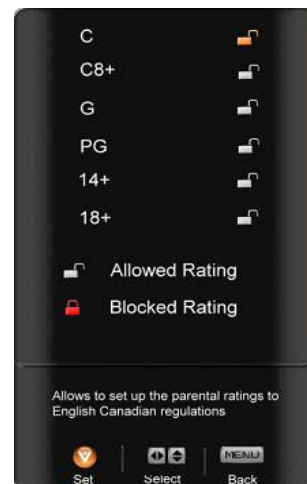 C
C8+
G
PG
14+
18+
Allowed Rating
Blocked Rating
Allows to set up the parental ratings to
English Canadian regulations
MENU
Set Select Back